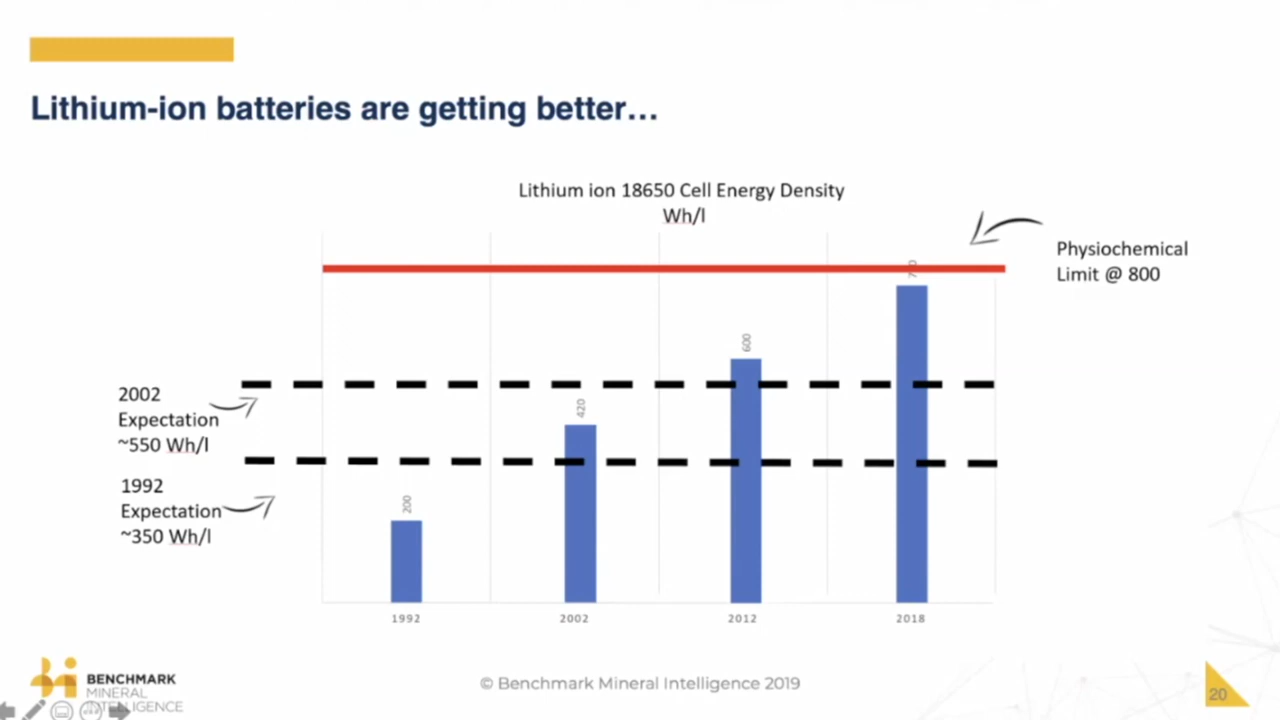 Lithium-ion batteries are getting better…
Lithium ion 18650 Cell Energy Density
Wh/l
Physiochemical
Limit @ 800
2002
Expectation
~550 Wh/l
1992
Expectation
~350 Wh/l
200
420
600
1992
2002
2012
2018
BENCHMARK
MINERAL
INTELLIGENCE
© Benchmark Mineral Intelligence 2019
20